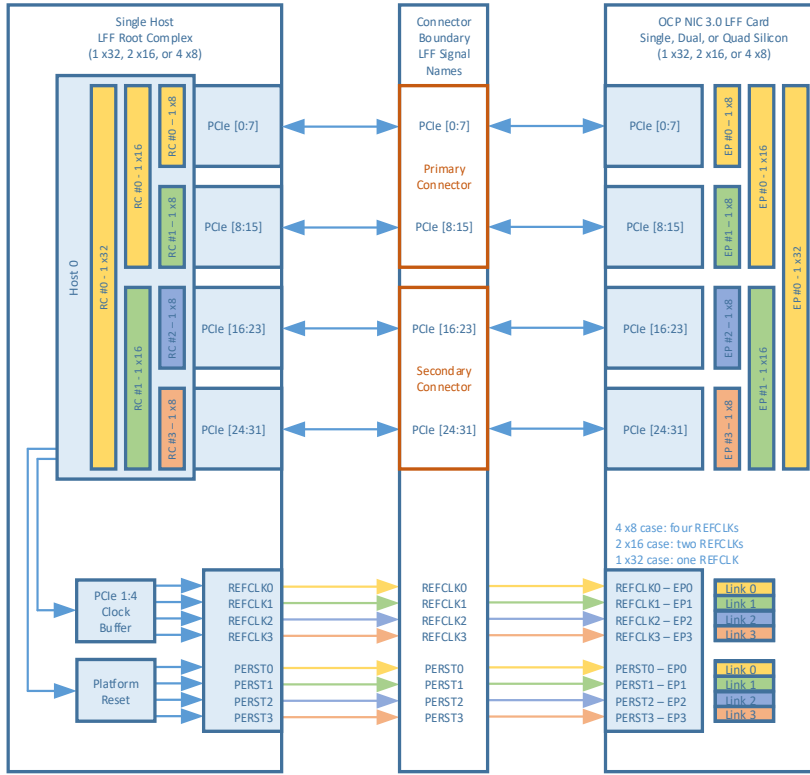 Single Host
LFF Root Complex
(1 x32, 2 x16, or 4 x8)
Host 0
RC #0 - 1 x32
RC #0 - 1 x16
RC #1 - 1 x16
RC #0 – 1 x8
RC #1 – 1 x8
RC #2 – 1 x8
RC #3 – 1 x8
PCIe [0:7]
PCIe [8:15]
PCIe [16:23]
PCIe [24:31]
PCIe 1:4
Clock
Buffer
Platform
Reset
REFCLK0
REFCLK1
REFCLK2
REFCLK3
PERST0
PERST1
PERST2
PERST3
Connector
Boundary
LFF Signal
Names
PCIe [0:7]
Primary
Connector
PCIe [8:15]
PCIe [16:23]
Secondary
Connector
PCIe [24:31]
REFCLK0
REFCLK1
REFCLK2
REFCLK3
PERST0
PERST1
PERST2
PERST3
OCP NIC 3.0 LFF Card
Single, Dual, or Quad Silicon
(1 x32, 2 x16, or 4 x8)
PCIe [0:7]
PCIe [8:15]
PCIe [16:23]
PCIe [24:31]
EP #0 – 1 x8
EP #1 – 1 x8
EP #2 – 1 x8
EP #3 – 1 x8
EP #0 - 1 x16
EP #1 - 1 x16
EP #0 - 1 x32
4 x8 case: four REFCLKs
2 x16 case: two REFCLKs
1 x32 case: one REFCLK
REFCLK0 – EP0
REFCLK1 – EP1
REFCLK2 – EP2
REFCLK3 – EP3
PERST0 – EP0
PERST1 – EP1
PERST2 – EP2
PERST3 – EP3
Link 0
Link 1
Link 2
Link 3
Link 0
Link 1
Link 2
Link 3